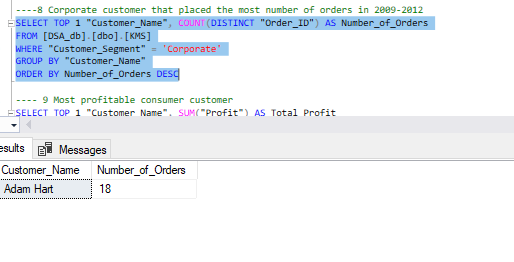 ----8 Corporate customer that placed the most number of orders in 2009-2012
SELECT TOP 1 "Customer_Name", COUNT(DISTINCT "Order_ID") AS Number_of_Orders
FROM [DSA_db].[dbo].[KMS]
WHERE "Customer_Segment" = 'Corporate'
GROUP BY "Customer_Name"
ORDER BY Number_of_Orders DESC
---- 9 Most profitable consumer customer
SELECT TOP 1 "Customer_Name", SUM("Profit") AS Total_Profit
esults Messages
Customer_Name Number_of_Orders
Adam Hart 18